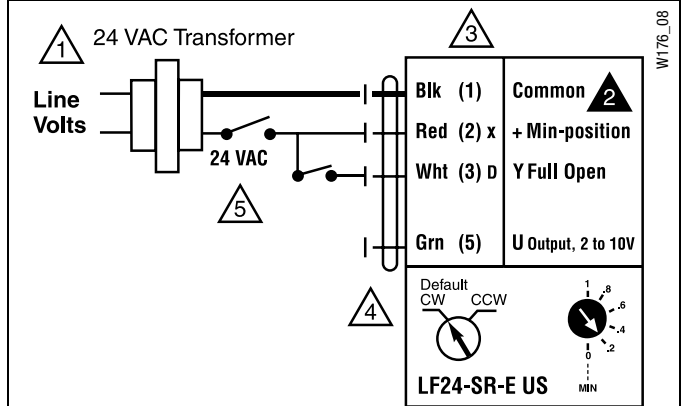 W176_08
1 24 VAC Transformer
3
Line
Volts
24 VAC
5
4
Blk (1) Common 2
Red (2) x + Min-position
Wht (3) D Y Full Open
Grn (5) U Output, 2 to 10V
Default
CW CCW
1
.8
.6
.4
.2
0
MIN
LF24-SR-E US